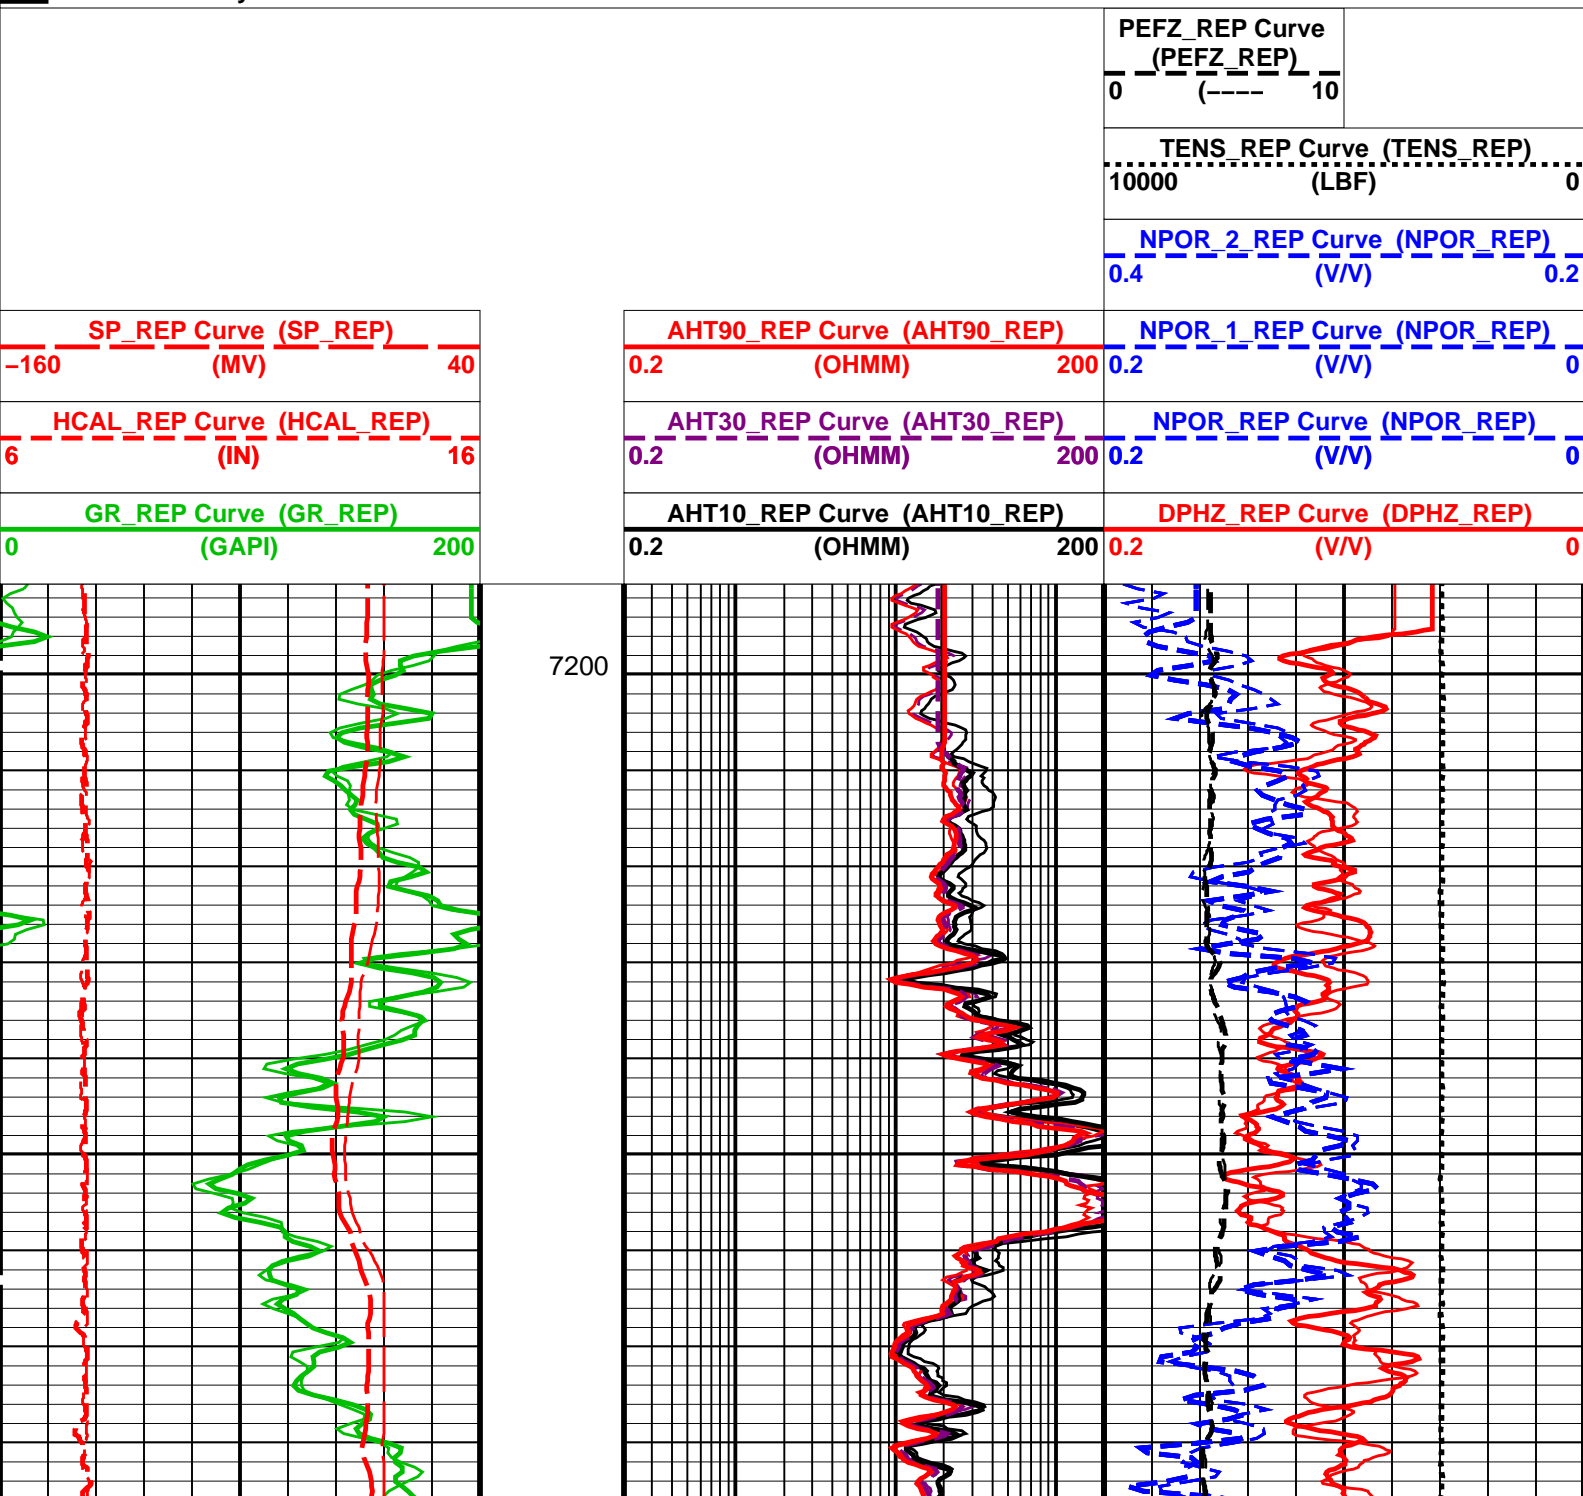 PEFZ_REP Curve
(PEFZ_REP)
0 (---- 10
TENS_REP Curve (TENS_REP)
10000 (LBF) 0
NPOR_2_REP Curve (NPOR_REP)
0.4 (V/V) 0.2
SP_REP Curve (SP_REP)
−160 (MV) 40
AHT90_REP Curve (AHT90_REP)
0.2 (OHMM) 200
NPOR_1_REP Curve (NPOR_REP)
0.2 (V/V) 0
HCAL_REP Curve (HCAL_REP)
6 (IN) 16
AHT30_REP Curve (AHT30_REP)
0.2 (OHMM) 200
NPOR_REP Curve (NPOR_REP)
0.2 (V/V) 0
GR_REP Curve (GR_REP)
0 (GAPI) 200
AHT10_REP Curve (AHT10_REP)
0.2 (OHMM) 200
DPHZ_REP Curve (DPHZ_REP)
0.2 (V/V) 0
7200